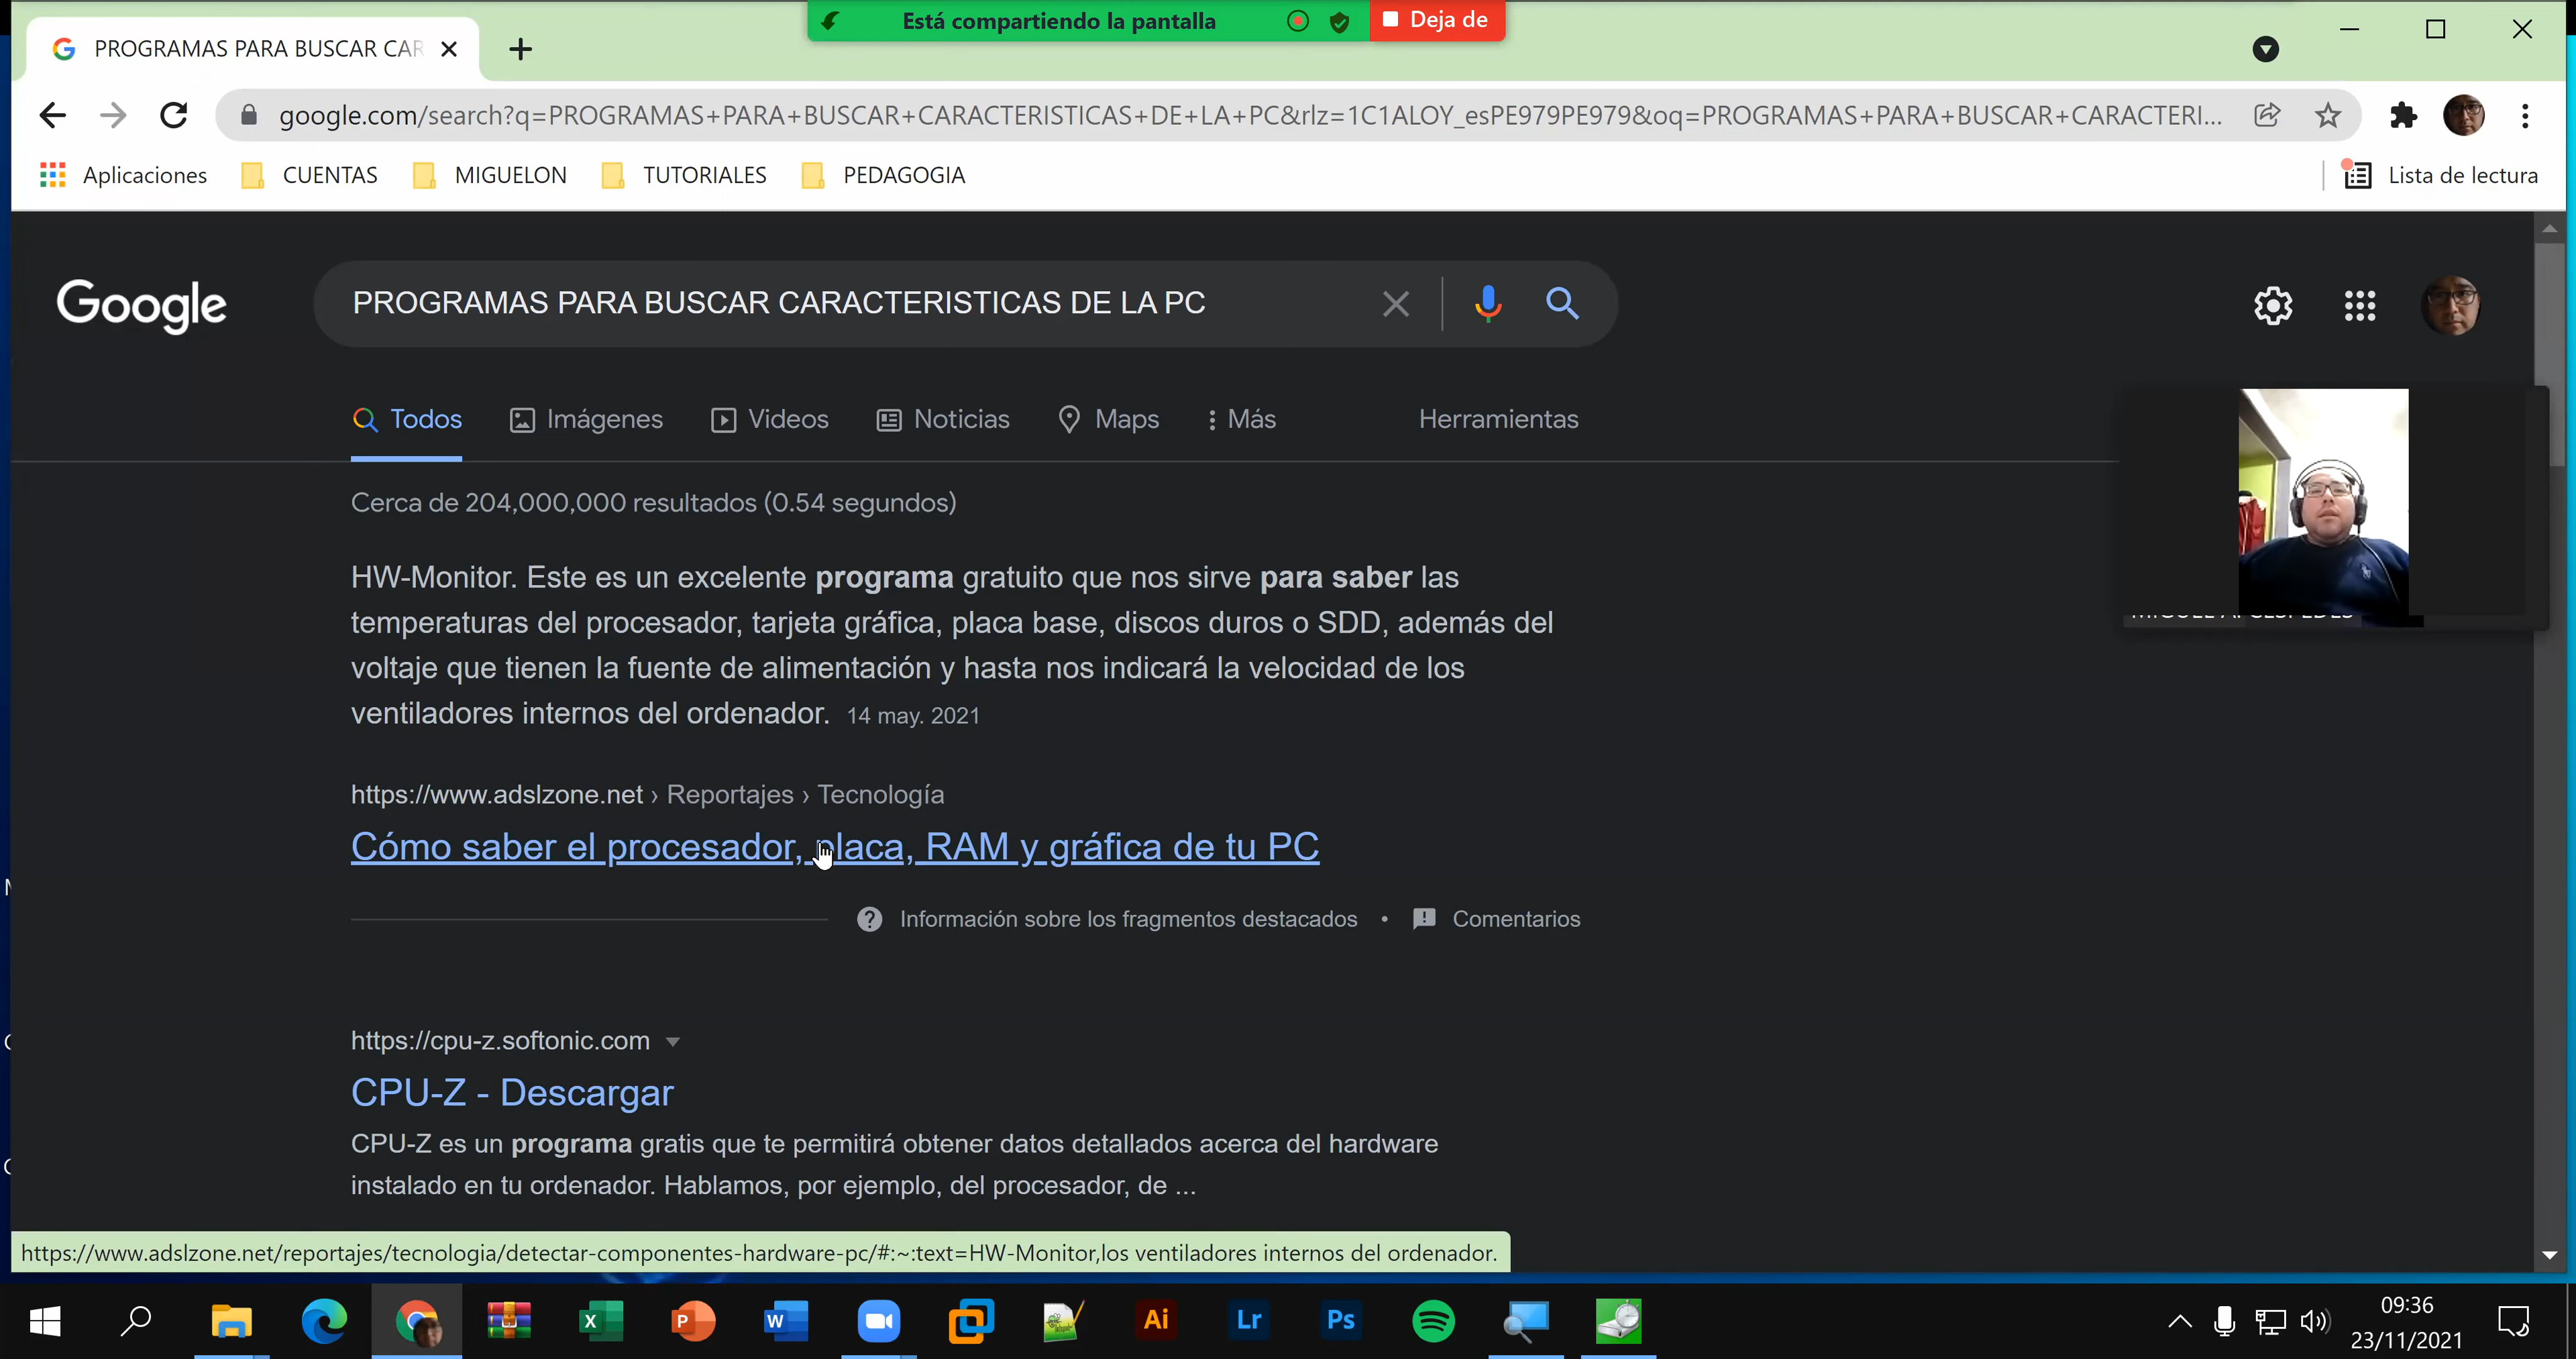 Está compartiendo la pantalla
Deja de
PROGRAMAS PARA BUSCAR CAR
google.com/search?q=PROGRAMAS+PARA+BUSCAR+CARACTERISTICAS+DE+LA+PC&rlz=1C1ALOY_esPE979PE979&oq=PROGRAMAS+PARA+BUSCAR+CARACTERI...
Aplicaciones CUENTAS MIGUELON TUTORIALES PEDAGOGIA Lista de lectura
Google
PROGRAMAS PARA BUSCAR CARACTERISTICAS DE LA PC
Todos Imágenes Videos Noticias Maps Más Herramientas
Cerca de 204,000,000 resultados (0.54 segundos)
HW-Monitor. Este es un excelente programa gratuito que nos sirve para saber las
temperaturas del procesador, tarjeta gráfica, placa base, discos duros o SDD, además del
voltaje que tienen la fuente de alimentación y hasta nos indicará la velocidad de los
ventiladores internos del ordenador. 14 may. 2021
https://www.adslzone.net › Reportajes › Tecnología
Cómo saber el procesador, placa, RAM y gráfica de tu PC
Información sobre los fragmentos destacados • Comentarios
https://cpu-z.softonic.com
CPU-Z - Descargar
CPU-Z es un programa gratis que te permitirá obtener datos detallados acerca del hardware
instalado en tu ordenador. Hablamos, por ejemplo, del procesador, de ...
https://www.adslzone.net/reportajes/tecnologia/detectar-componentes-hardware-pc/#:~:text=HW-Monitor,los ventiladores internos del ordenador.
Ai Lr Ps
09:36
23/11/2021